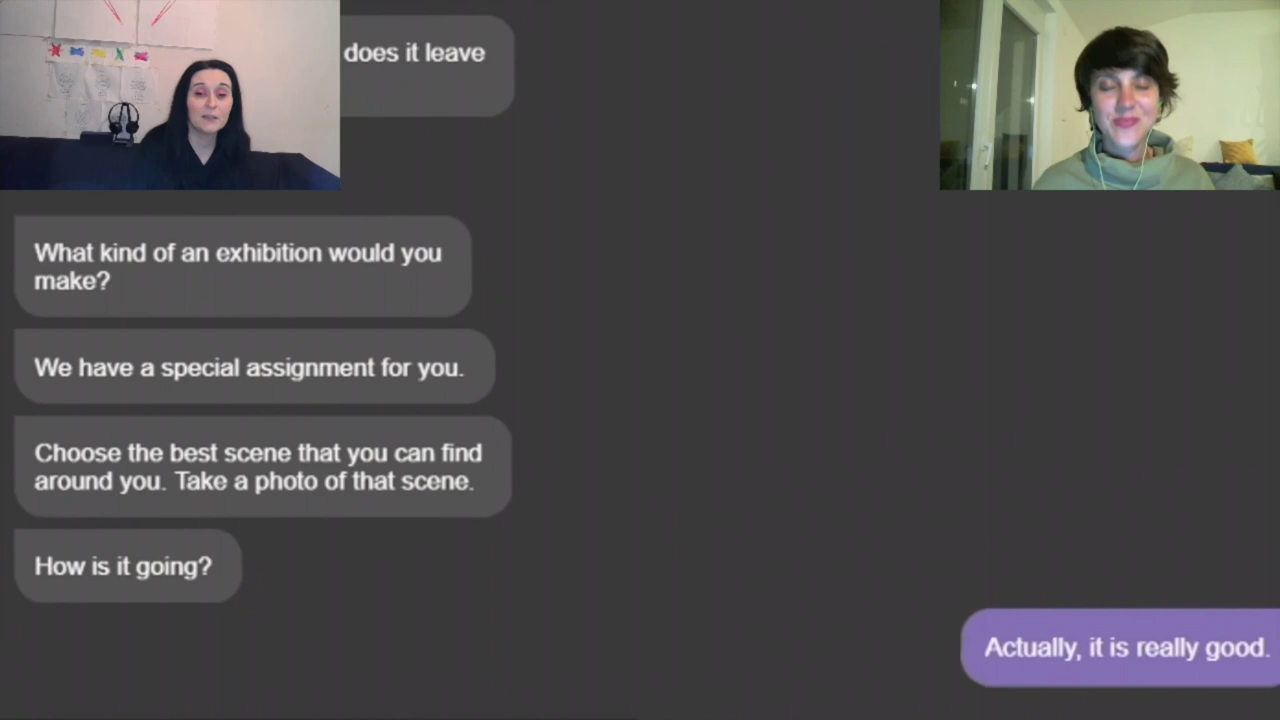 does it leave
What kind of an exhibition would you
make?
We have a special assignment for you.
Choose the best scene that you can find
around you. Take a photo of that scene.
How is it going?
Actually, it is really good.